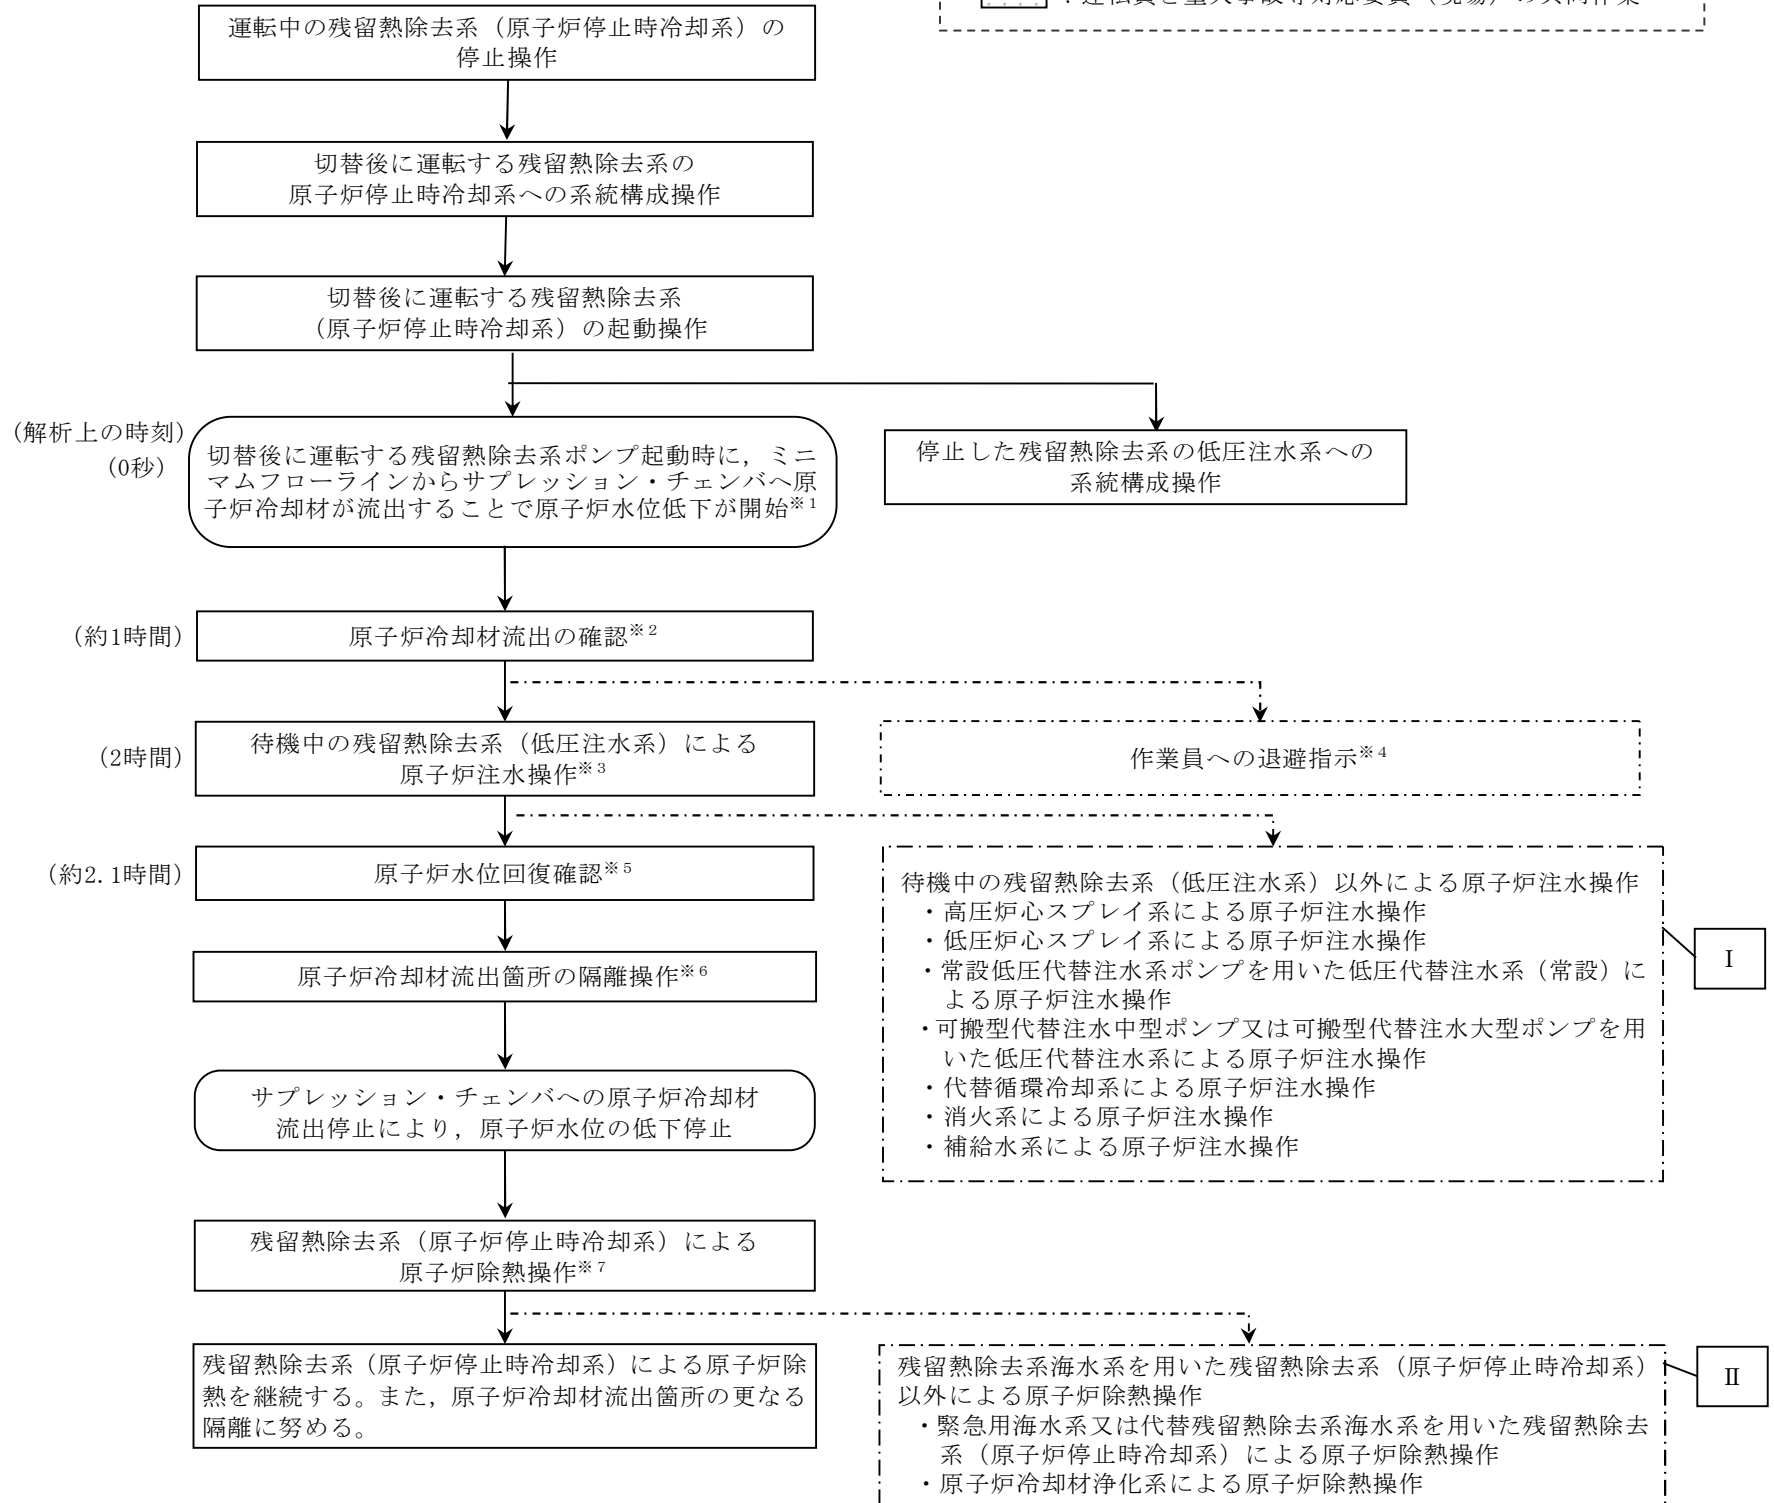 運転中の残留熱除去系（原子炉停止時冷却系）の
停止操作
切替後に運転する残留熱除去系の
原子炉停止時冷却系への系統構成操作
切替後に運転する残留熱除去系
（原子炉停止時冷却系）の起動操作
（解析上の時刻）
（0秒）
切替後に運転する残留熱除去系ポンプ起動時に，ミニ
マムフローラインからサプレッション・チェンバへ原
子炉冷却材が流出することで原子炉水位低下が開始※1
停止した残留熱除去系の低圧注水系への
系統構成操作
（約1時間）
原子炉冷却材流出の確認※2
（2時間）
待機中の残留熱除去系（低圧注水系）による
原子炉注水操作※3
作業員への退避指示※4
（約2.1時間）
原子炉水位回復確認※5
待機中の残留熱除去系（低圧注水系）以外による原子炉注水操作
・高圧炉心スプレイ系による原子炉注水操作
・低圧炉心スプレイ系による原子炉注水操作
・常設低圧代替注水系ポンプを用いた低圧代替注水系（常設）に
よる原子炉注水操作
・可搬型代替注水中型ポンプ又は可搬型代替注水大型ポンプを用
いた低圧代替注水系による原子炉注水操作
・代替循環冷却系による原子炉注水操作
・消火系による原子炉注水操作
・補給水系による原子炉注水操作
Ⅰ
原子炉冷却材流出箇所の隔離操作※6
サプレッション・チェンバへの原子炉冷却材
流出停止により，原子炉水位の低下停止
残留熱除去系（原子炉停止時冷却系）による
原子炉除熱操作※7
残留熱除去系（原子炉停止時冷却系）による原子炉除
熱を継続する。また，原子炉冷却材流出箇所の更なる
隔離に努める。
残留熱除去系海水系を用いた残留熱除去系（原子炉停止時冷却系）
以外による原子炉除熱操作
・緊急用海水系又は代替残留熱除去系海水系を用いた残留熱除去
系（原子炉停止時冷却系）による原子炉除熱操作
・原子炉冷却材浄化系による原子炉除熱操作
Ⅱ